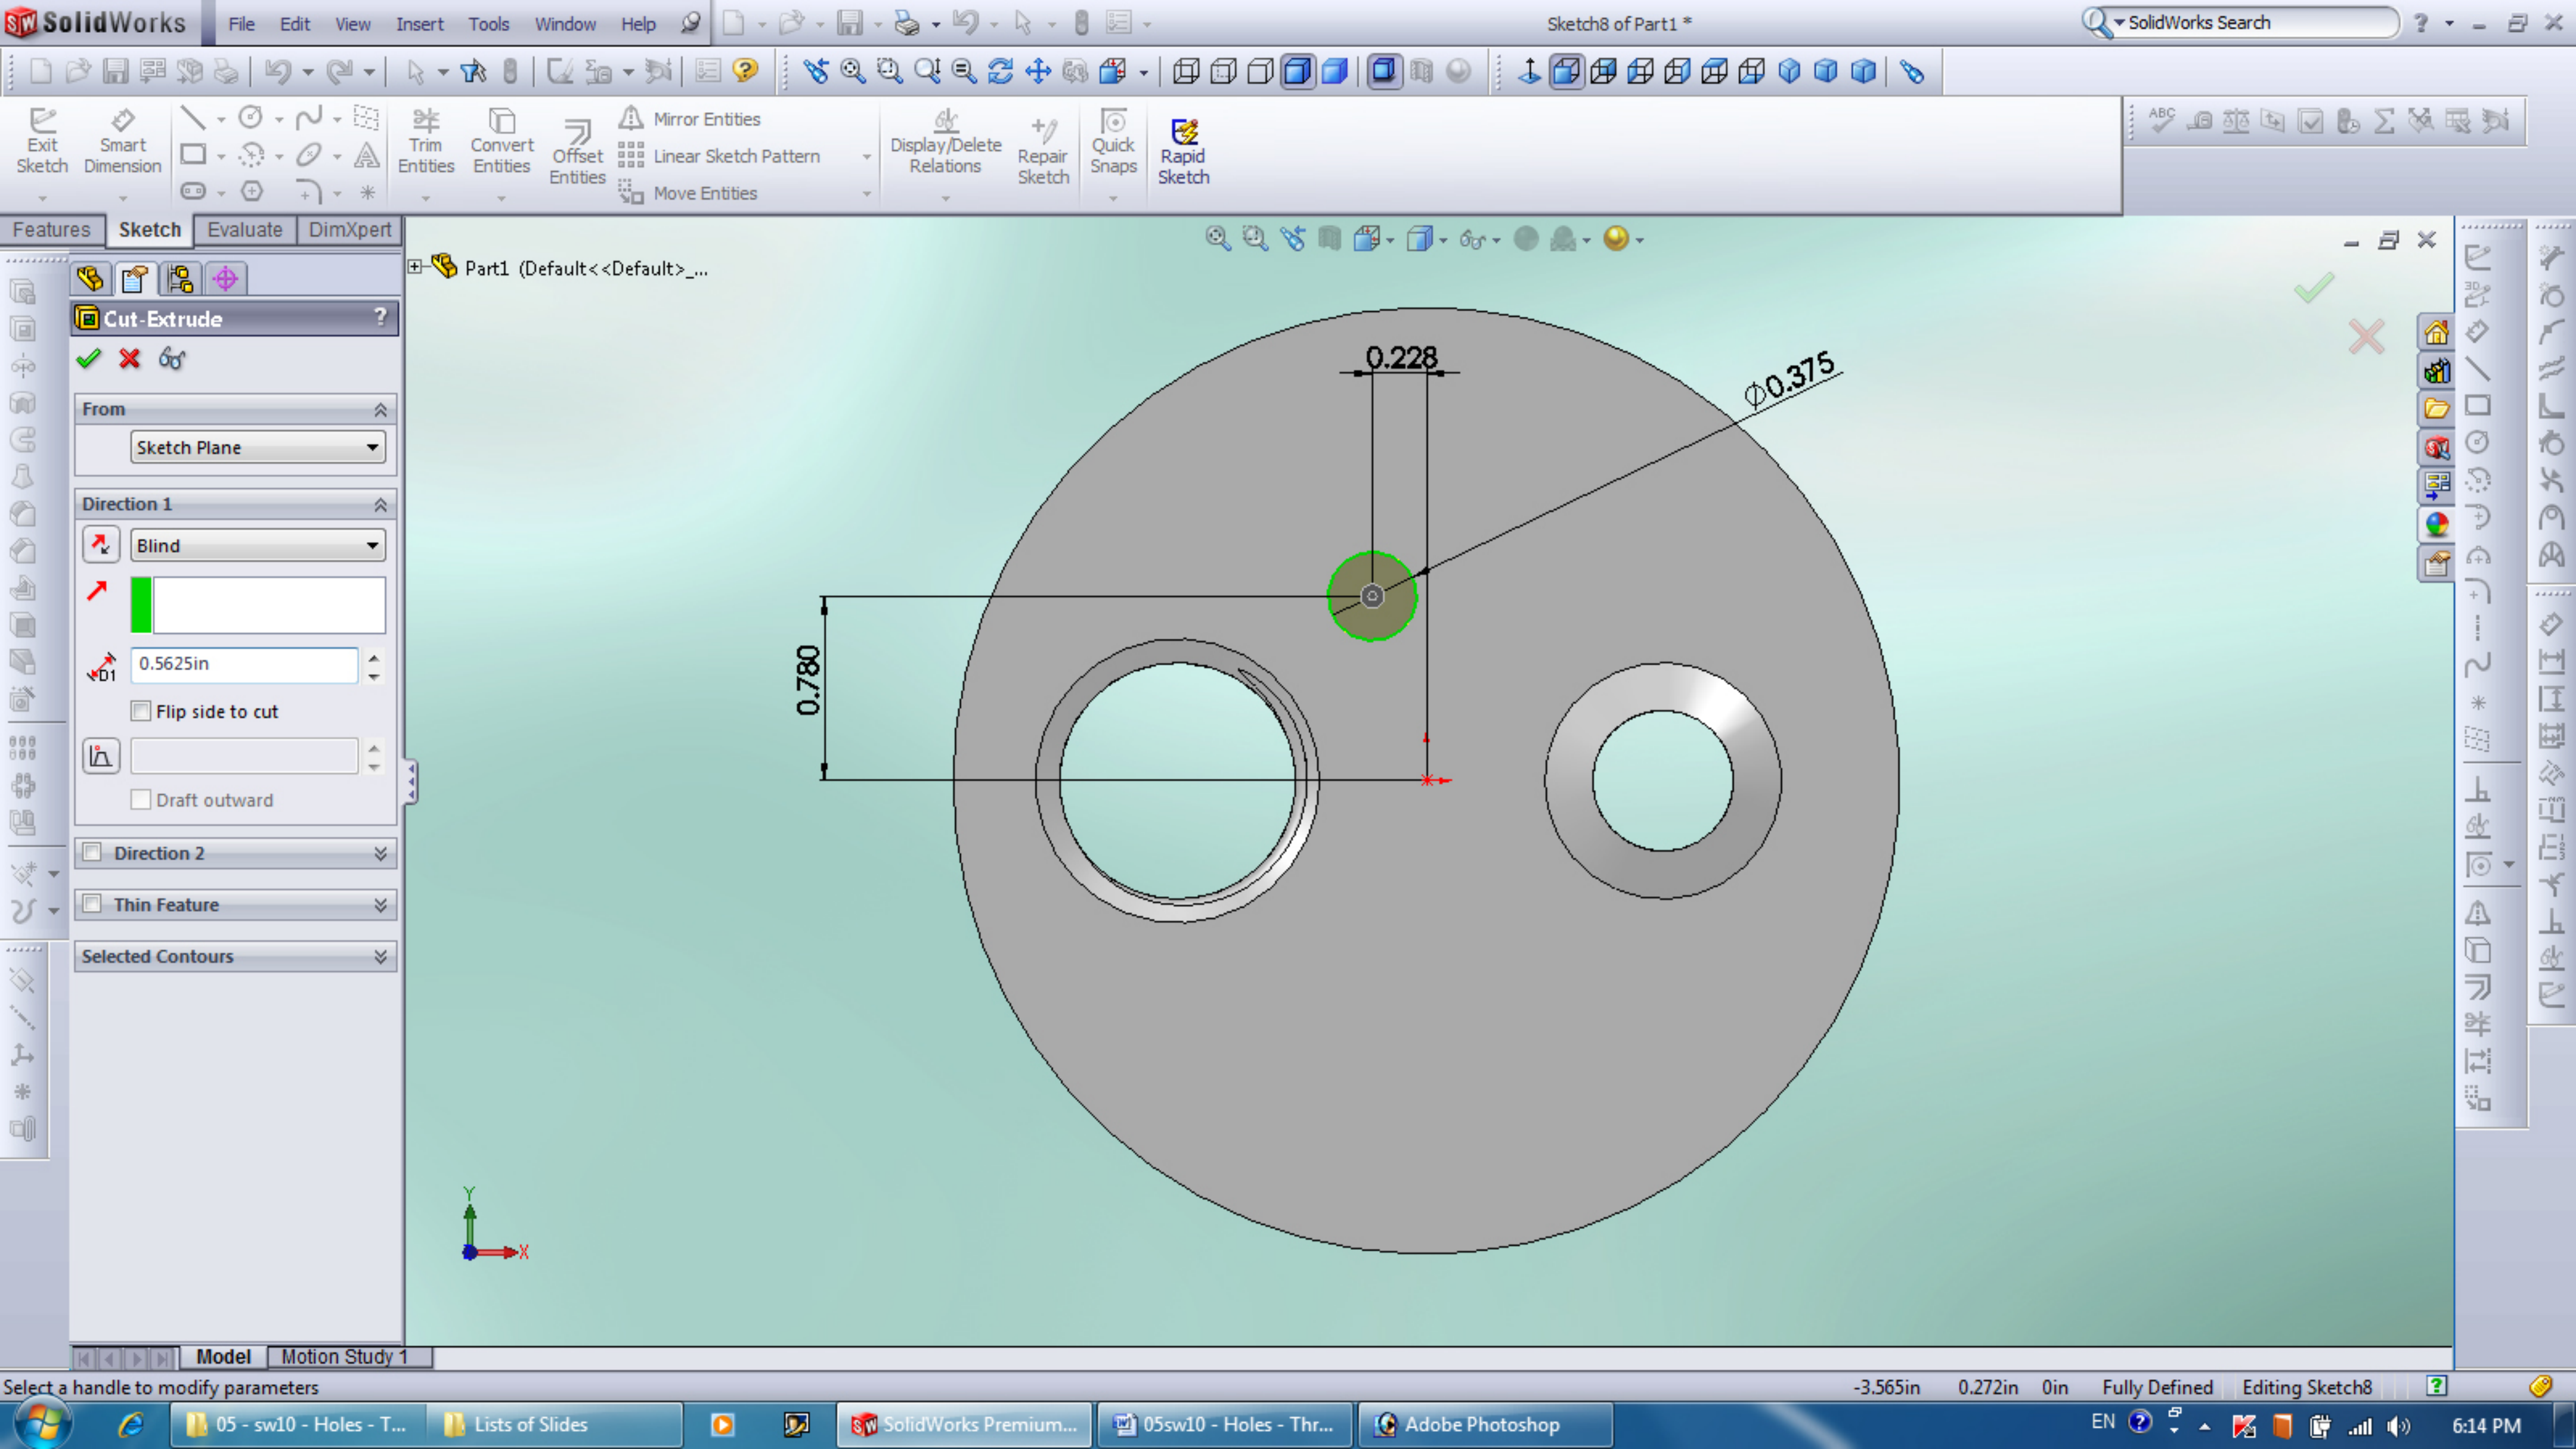 SolidWorks File Edit View Insert Tools Window Help Sketch8 of Part1 * SolidWorks Search ?
Exit Sketch
Smart Dimension
Trim Entities
Convert Entities
Offset Entities
Mirror Entities
Linear Sketch Pattern
Move Entities
Display/Delete Relations
Repair Sketch
Quick Snaps
Rapid Sketch
ABC
Features Sketch Evaluate DimXpert
Part1 (Default<<Default>_...
Cut-Extrude ?
From
Sketch Plane
Direction 1
Blind
D1 0.5625in
Flip side to cut
Draft outward
Direction 2
Thin Feature
Selected Contours
0.228
Φ0.375
0.780
Y
X
3D
Model Motion Study 1
Select a handle to modify parameters -3.565in 0.272in 0in Fully Defined Editing Sketch8 ?
05 - sw10 - Holes - T... Lists of Slides SolidWorks Premium... 05sw10 - Holes - Thr... Adobe Photoshop EN 6:14 PM